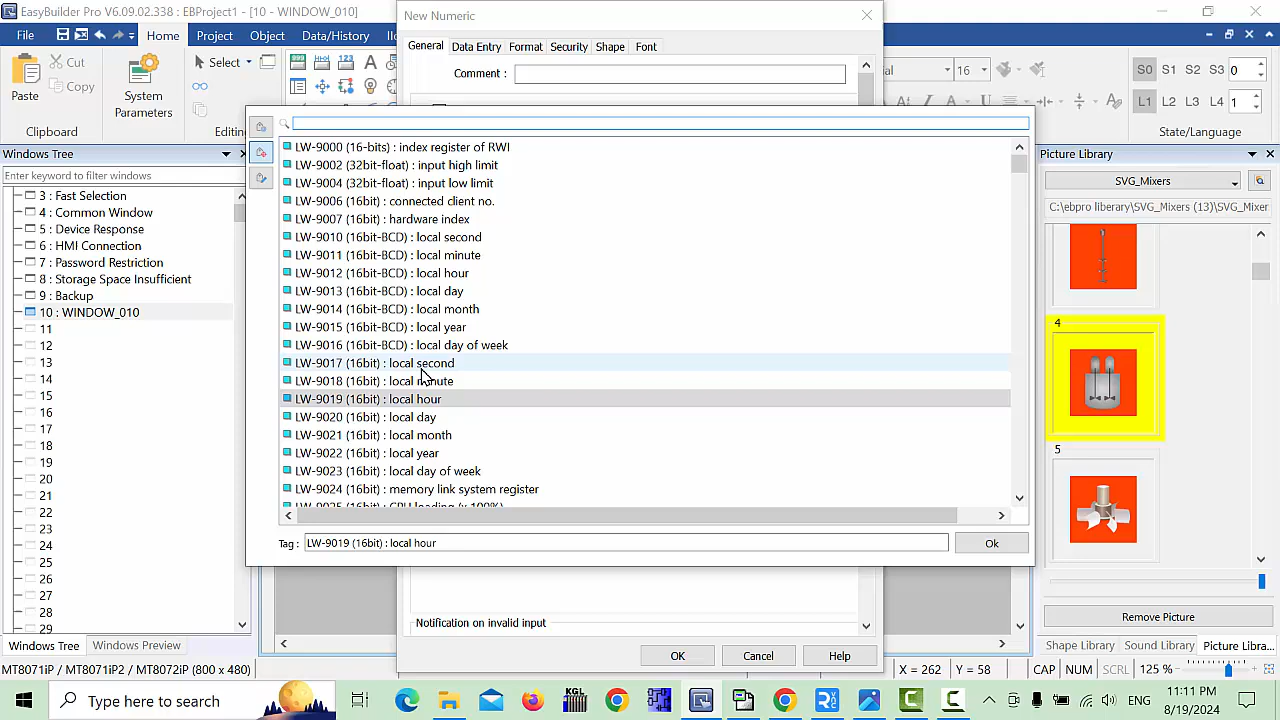 EasyBuilder Pro V6.09.02.338 : EBProject1 - [10 - WINDOW_010]
File
Home
Project
Object
Data/History
Paste
Cut
Copy
Clipboard
System
Parameters
Select
Editing
16
S0 S1 S2 S3 0
L1 L2 L3 L4 1
State/Language
New Numeric
General Data Entry Format Security Shape Font
Comment :
Windows Tree
Enter keyword to filter windows
3 : Fast Selection
4 : Common Window
5 : Device Response
6 : HMI Connection
7 : Password Restriction
8 : Storage Space Insufficient
9 : Backup
10 : WINDOW_010
11
12
13
14
15
16
17
18
19
20
21
22
23
24
25
26
27
28
29
Windows Tree Windows Preview
LW-9000 (16-bits) : index register of RWI
LW-9002 (32bit-float) : input high limit
LW-9004 (32bit-float) : input low limit
LW-9006 (16bit) : connected client no.
LW-9007 (16bit) : hardware index
LW-9010 (16bit-BCD) : local second
LW-9011 (16bit-BCD) : local minute
LW-9012 (16bit-BCD) : local hour
LW-9013 (16bit-BCD) : local day
LW-9014 (16bit-BCD) : local month
LW-9015 (16bit-BCD) : local year
LW-9016 (16bit-BCD) : local day of week
LW-9017 (16bit) : local second
LW-9018 (16bit) : local minute
LW-9019 (16bit) : local hour
LW-9020 (16bit) : local day
LW-9021 (16bit) : local month
LW-9022 (16bit) : local year
LW-9023 (16bit) : local day of week
LW-9024 (16bit) : memory link system register
LW-9025 (16bit) : CPU loading (x 100%)
Tag : LW-9019 (16bit) : local hour
Ok
Notification on invalid input
OK Cancel Help
Picture Library
SVG_Mixers
C:\ebpro liberary\SVG_Mixers (13)\SVG_Mixer
4
5
Remove Picture
Shape Library Sound Library Picture Libra...
MT8071iP/MT8071iP2/MT8072iP (800 x 480)
X = 262 Y = 58 CAP NUM SCRL 125 %
Type here to search
ENG
11:11 PM
8/19/2024